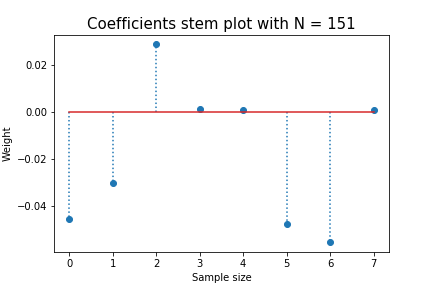 Coefficients stem plot with N = 151
0.02
0.00
−0.02
−0.04
Weight
0 1 2 3 4 5 6 7
Sample size